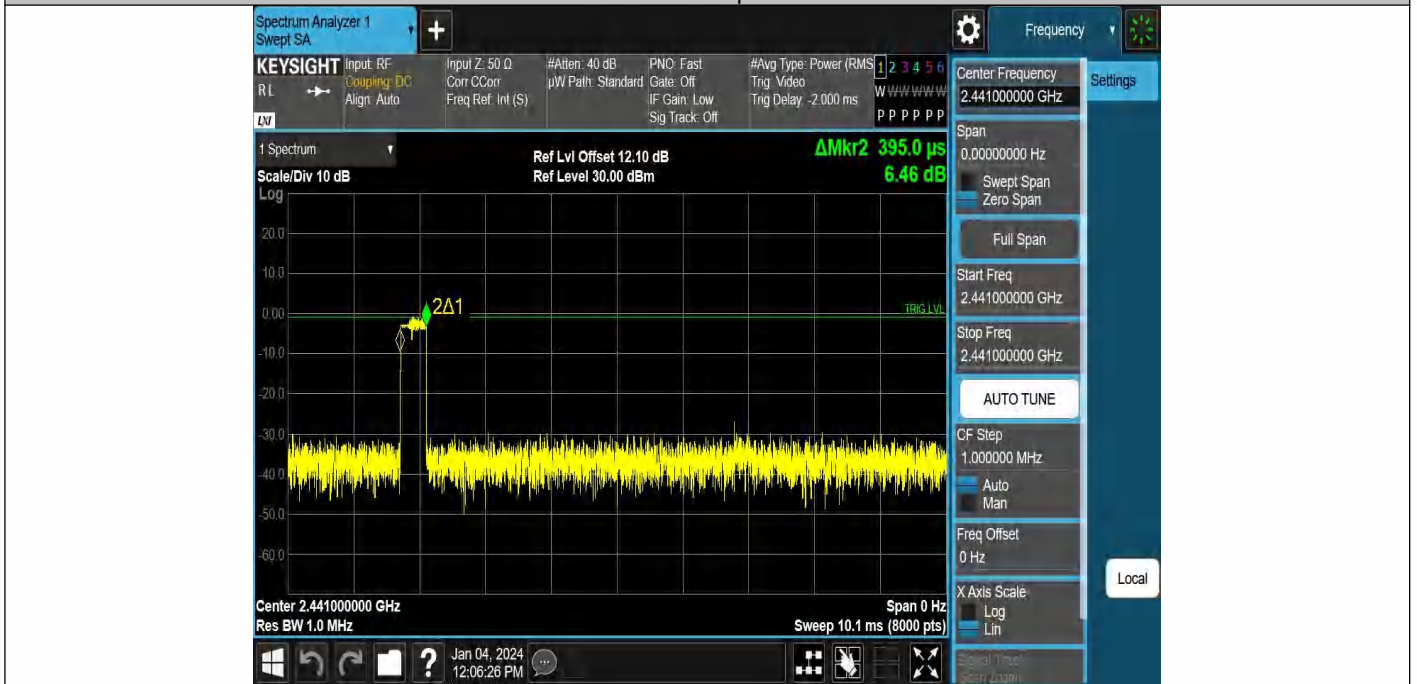 Spectrum Analyzer 1
Swept SA
+
Frequency
KEYSIGHT
RL
LXI
Input: RF
Coupling: DC
Align: Auto
Input Z: 50 Ω
Corr CCorr
Freq Ref: Int (S)
#Atten: 40 dB
µW Path: Standard
PNO: Fast
Gate: Off
IF Gain: Low
Sig Track: Off
#Avg Type: Power (RMS
Trig: Video
Trig Delay: -2.000 ms
1 2 3 4 5 6
W W W W W W
P P P P P P
1 Spectrum
Scale/Div 10 dB
Log
Ref Lvl Offset 12.10 dB
Ref Level 30.00 dBm
ΔMkr2 395.0 µs
6.46 dB
20.0
10.0
0.00
-10.0
-20.0
-30.0
-40.0
-50.0
-60.0
2Δ1
TRIG LVL
Center 2.441000000 GHz
Res BW 1.0 MHz
Span 0 Hz
Sweep 10.1 ms (8000 pts)
Center Frequency
2.441000000 GHz
Settings
Span
0.00000000 Hz
Swept Span
Zero Span
Full Span
Start Freq
2.441000000 GHz
Stop Freq
2.441000000 GHz
AUTO TUNE
CF Step
1.000000 MHz
Auto
Man
Freq Offset
0 Hz
X Axis Scale
Log
Lin
Local
?
Jan 04, 2024
12:06:26 PM